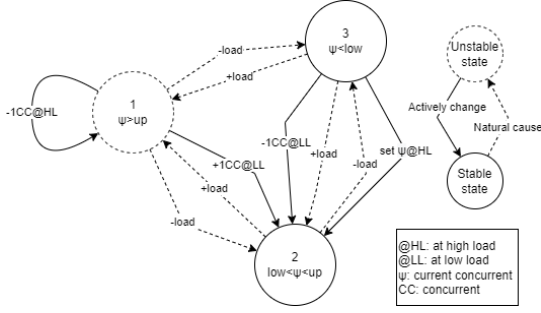 3
ψ<low
Unstable
state
-load
+load
1
ψ>up
-1CC@HL
Actively change
Natural cause
-1CC@LL
+1CC@LL
+load
-load
set ψ@HL
+load
-load
Stable
state
2
low<ψ<up
@HL: at high load
@LL: at low load
ψ: current concurrent
CC: concurrent